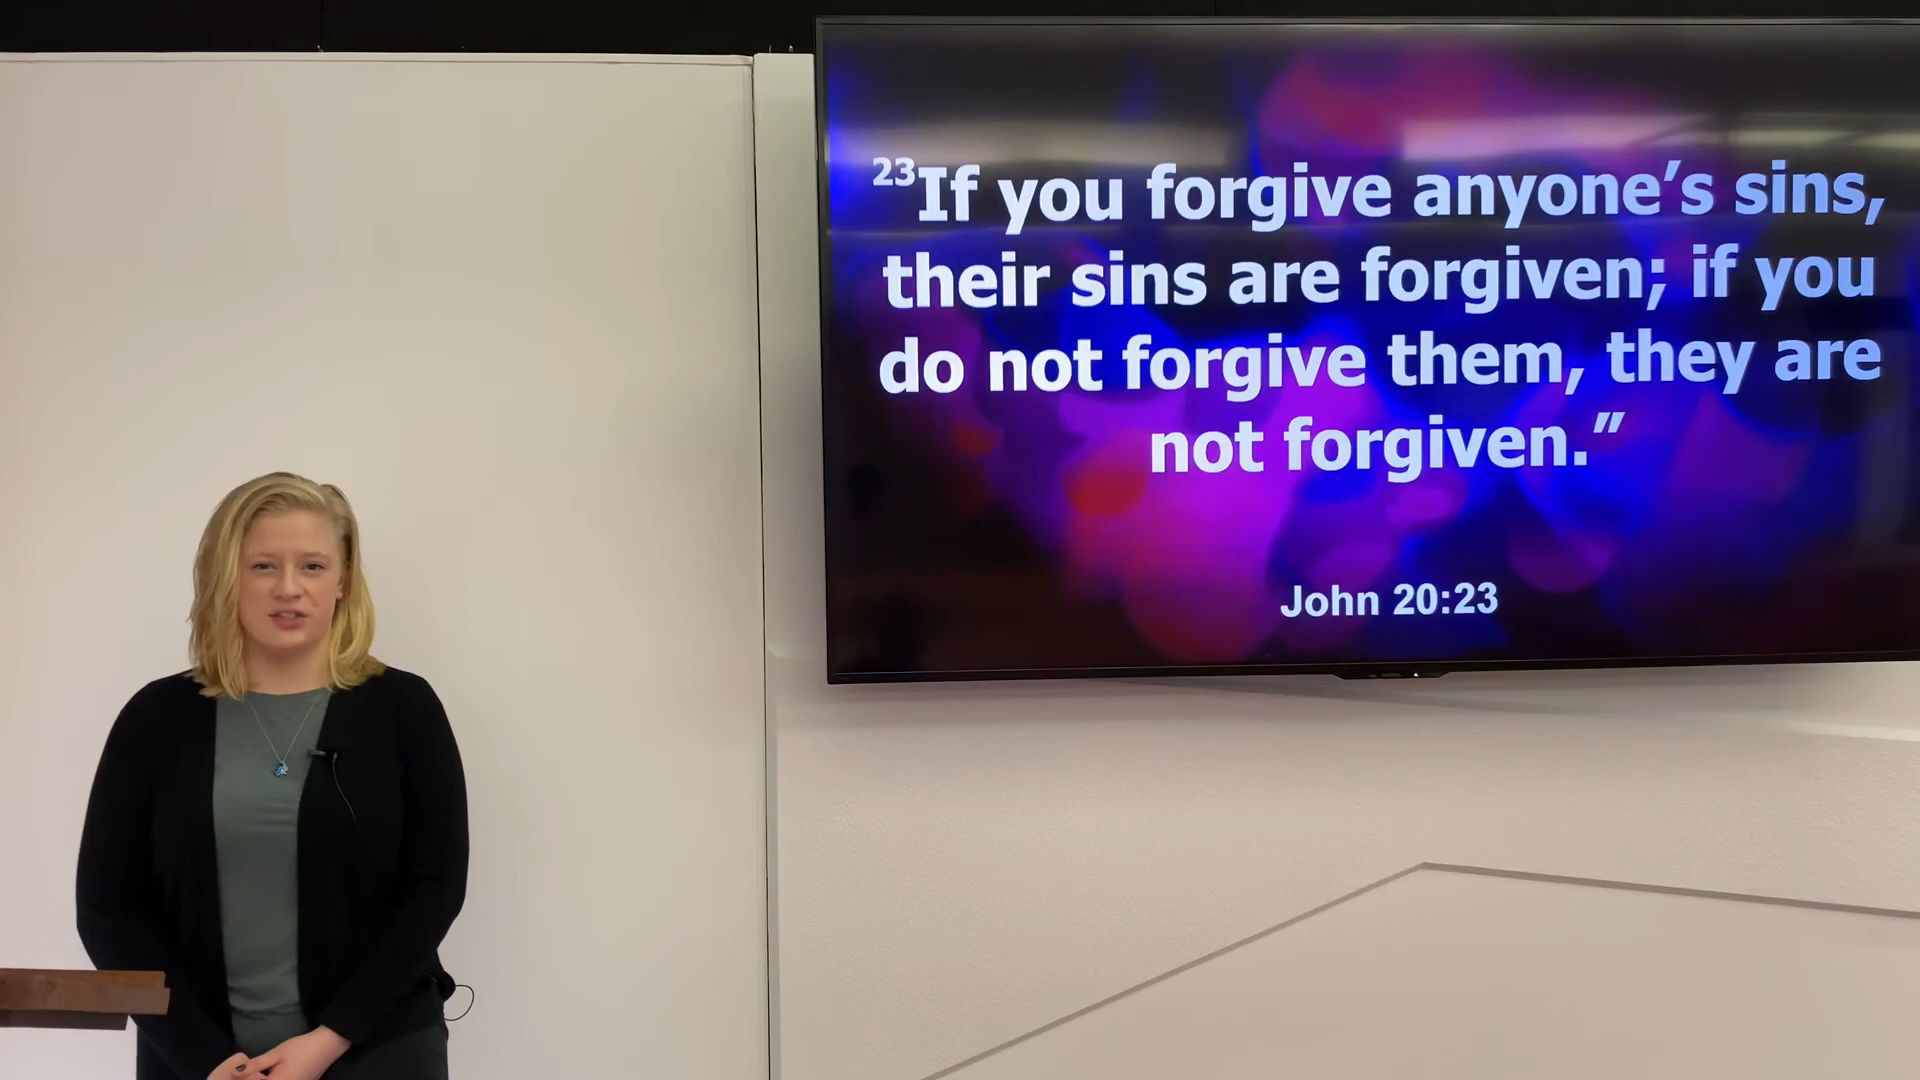 ²³If you forgive anyone’s sins,
their sins are forgiven; if you
do not forgive them, they are
not forgiven.”
John 20:23